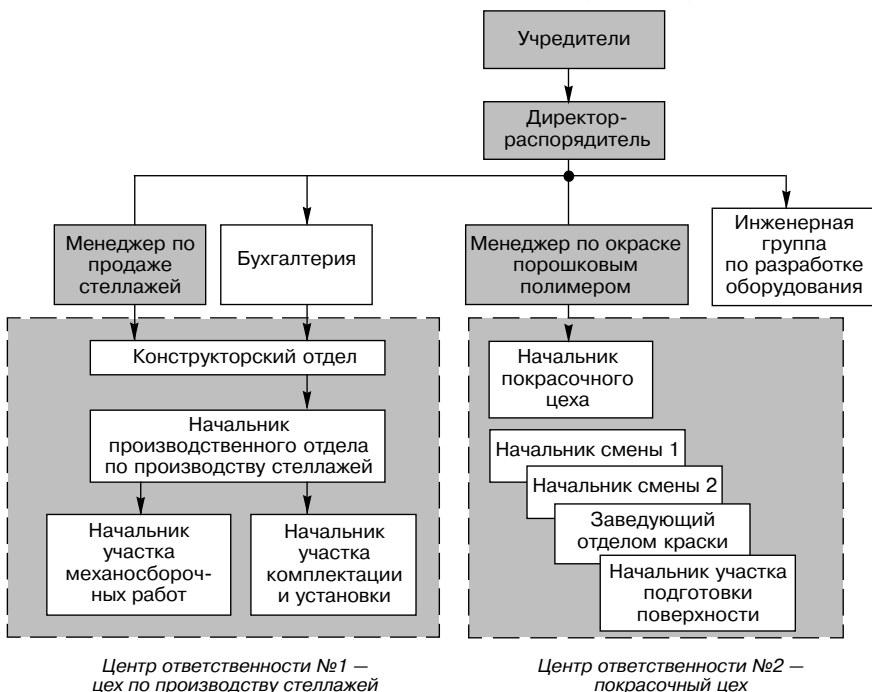 Учредители
Директор-
распорядитель
Менеджер по
продаже
стеллажей
Бухгалтерия
Менеджер по окраске
порошковым
полимером
Инженерная
группа
по разработке
оборудования
Конструкторский отдел
Начальник
производственного отдела
по производству стеллажей
Начальник
участка
механосбороч-
ных работ
Начальник
участка
комплектации
и установки
Начальник
покрасочного
цеха
Начальник смены 1
Начальник смены 2
Заведующий
отделом краски
Начальник участка
подготовки
поверхности
Центр ответственности №1 —
цех по производству стеллажей
Центр ответственности №2 —
покрасочный цех